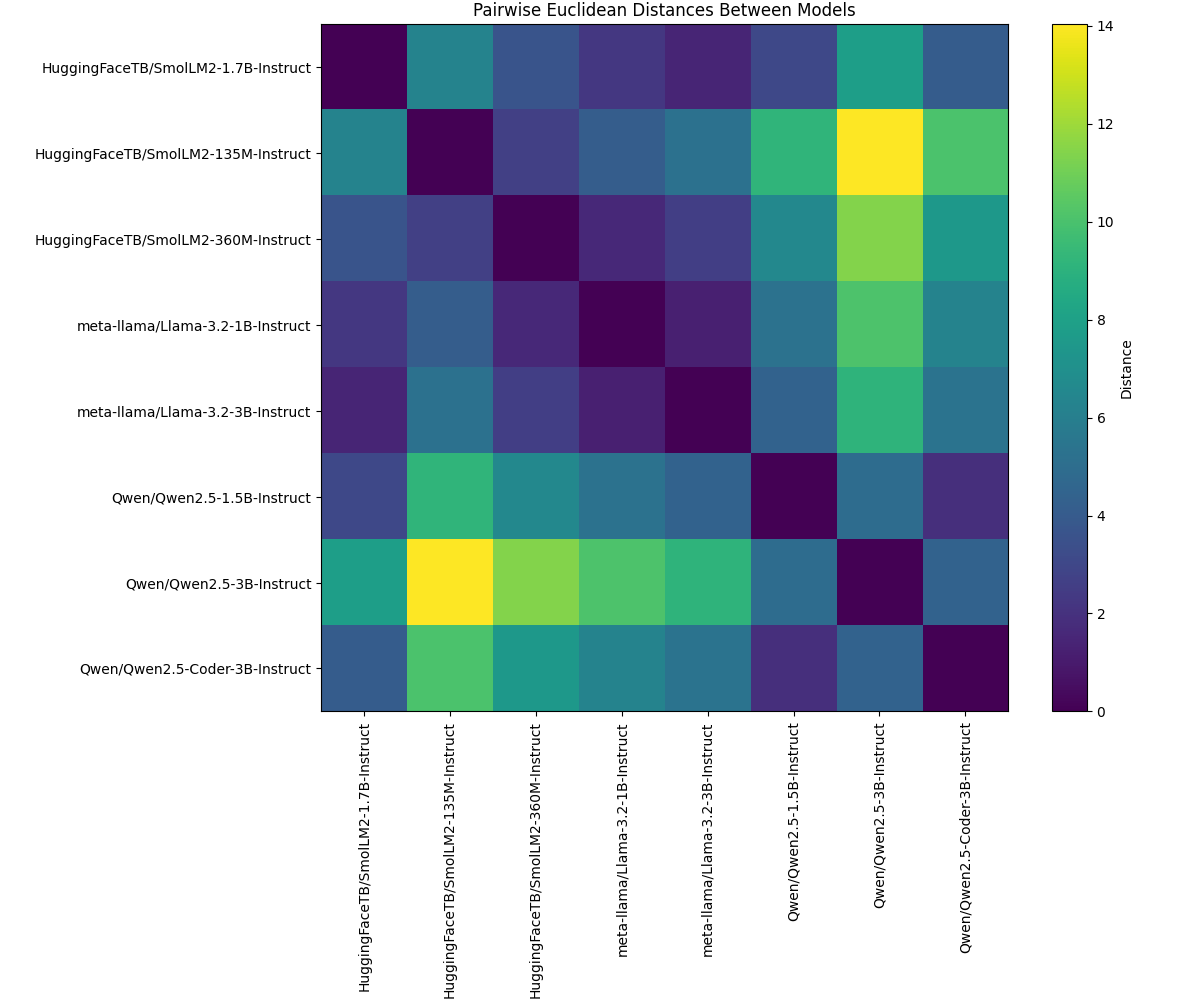 Pairwise Euclidean Distances Between Models
HuggingFaceTB/SmolLM2-1.7B-Instruct
HuggingFaceTB/SmolLM2-135M-Instruct
HuggingFaceTB/SmolLM2-360M-Instruct
meta-llama/Llama-3.2-1B-Instruct
meta-llama/Llama-3.2-3B-Instruct
Qwen/Qwen2.5-1.5B-Instruct
Qwen/Qwen2.5-3B-Instruct
Qwen/Qwen2.5-Coder-3B-Instruct
HuggingFaceTB/SmolLM2-1.7B-Instruct
HuggingFaceTB/SmolLM2-135M-Instruct
HuggingFaceTB/SmolLM2-360M-Instruct
meta-llama/Llama-3.2-1B-Instruct
meta-llama/Llama-3.2-3B-Instruct
Qwen/Qwen2.5-1.5B-Instruct
Qwen/Qwen2.5-3B-Instruct
Qwen/Qwen2.5-Coder-3B-Instruct
14
12
10
8
6
4
2
0
Distance